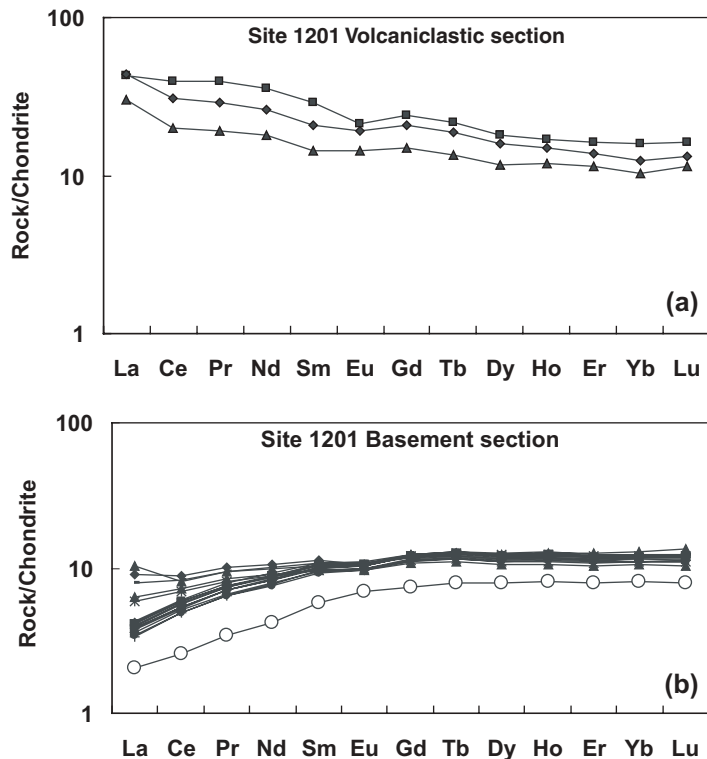 100
Site 1201 Volcaniclastic section
10
Rock/Chondrite
1
(a)
La Ce Pr Nd Sm Eu Gd Tb Dy Ho Er Yb Lu
100
Site 1201 Basement section
10
Rock/Chondrite
1
(b)
La Ce Pr Nd Sm Eu Gd Tb Dy Ho Er Yb Lu